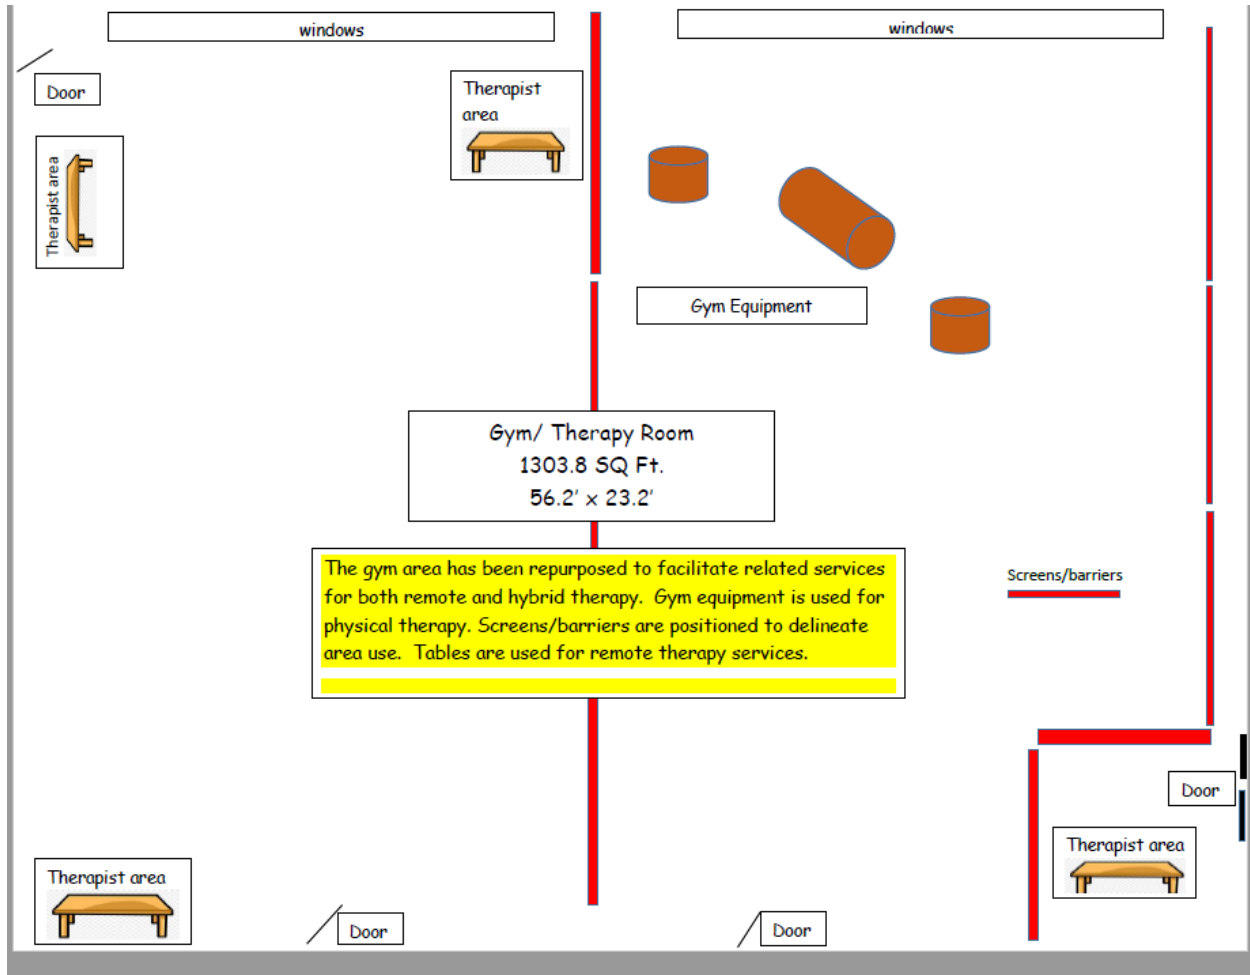 windows
windows
Door
Therapist
area
Therapist area
Gym Equipment
Gym/ Therapy Room
1303.8 SQ Ft.
56.2' x 23.2'
The gym area has been repurposed to facilitate related services
for both remote and hybrid therapy.  Gym equipment is used for
physical therapy. Screens/barriers are positioned to delineate
area use.  Tables are used for remote therapy services.
Screens/barriers
Door
Therapist area
Therapist area
Door
Door